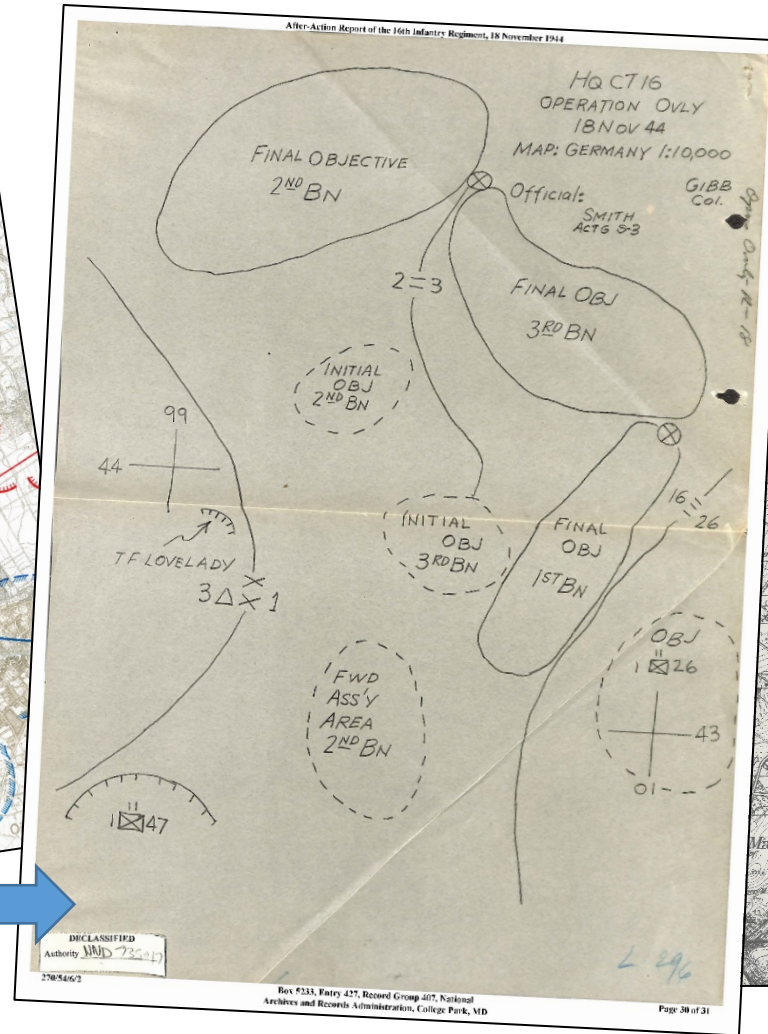 After-Action Report of the 16th Infantry Regiment, 18 November 1944
HQ CT 16
OPERATION OVLY
18 NOV 44
MAP: GERMANY 1:10,000
GIBB
Col.
Official:
SMITH
ACTG S-3
FINAL OBJECTIVE
2ND BN
2 = 3
FINAL OBJ
3RD BN
INITIAL
OBJ
2ND BN
99
44
TF LOVELADY
3 △ X 1
INITIAL
OBJ
3RD BN
FINAL
OBJ
1ST BN
16
26
OBJ
1 26
43
01
FWD
ASS'Y
AREA
2ND BN
1 47
DECLASSIFIED
Authority NND
270/54/6/2
L 296
Box 5233, Entry 427, Record Group 407, National
Archives and Records Administration, College Park, MD
Page 30 of 31